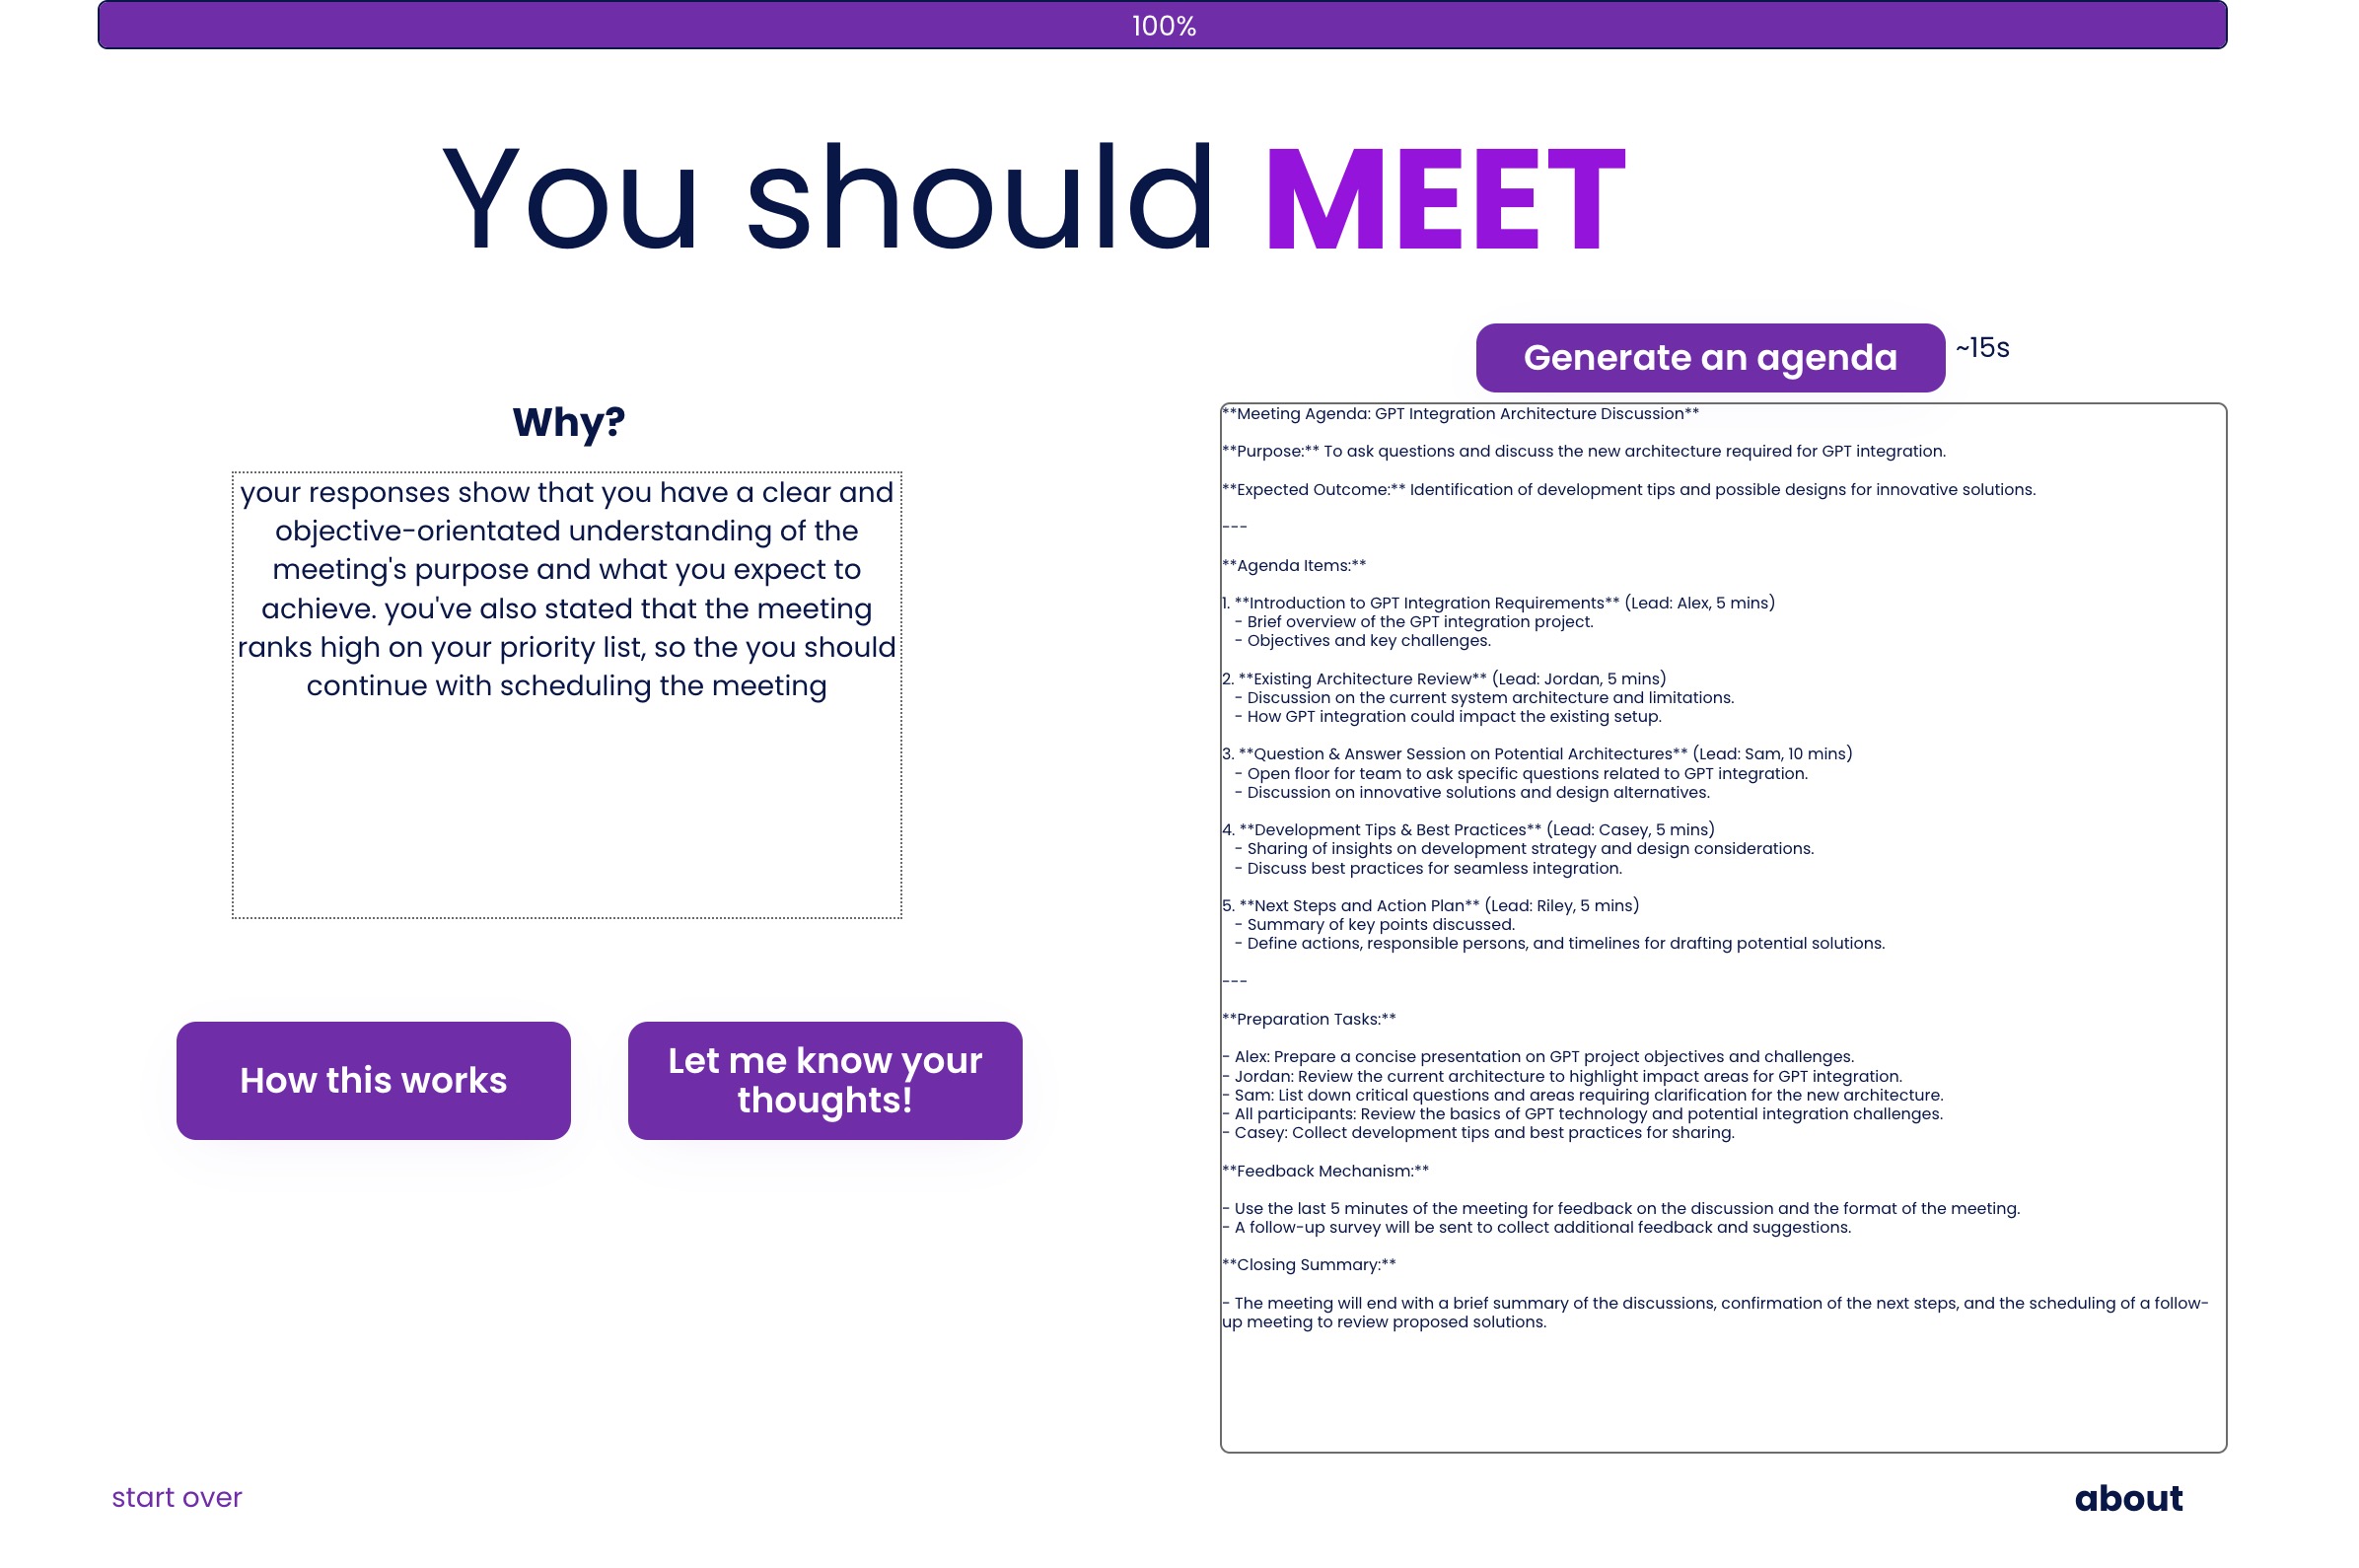 100%
You should MEET
Why?
your responses show that you have a clear and
objective-orientated understanding of the
meeting's purpose and what you expect to
achieve. you've also stated that the meeting
ranks high on your priority list, so the you should
continue with scheduling the meeting
How this works
Let me know your
thoughts!
Generate an agenda
~15s
**Meeting Agenda: GPT Integration Architecture Discussion**
**Purpose:** To ask questions and discuss the new architecture required for GPT integration.
**Expected Outcome:** Identification of development tips and possible designs for innovative solutions.
---
**Agenda Items:**
1. **Introduction to GPT Integration Requirements** (Lead: Alex, 5 mins)
- Brief overview of the GPT integration project.
- Objectives and key challenges.
2. **Existing Architecture Review** (Lead: Jordan, 5 mins)
- Discussion on the current system architecture and limitations.
- How GPT integration could impact the existing setup.
3. **Question & Answer Session on Potential Architectures** (Lead: Sam, 10 mins)
- Open floor for team to ask specific questions related to GPT integration.
- Discussion on innovative solutions and design alternatives.
4. **Development Tips & Best Practices** (Lead: Casey, 5 mins)
- Sharing of insights on development strategy and design considerations.
- Discuss best practices for seamless integration.
5. **Next Steps and Action Plan** (Lead: Riley, 5 mins)
- Summary of key points discussed.
- Define actions, responsible persons, and timelines for drafting potential solutions.
---
**Preparation Tasks:**
- Alex: Prepare a concise presentation on GPT project objectives and challenges.
- Jordan: Review the current architecture to highlight impact areas for GPT integration.
- Sam: List down critical questions and areas requiring clarification for the new architecture.
- All participants: Review the basics of GPT technology and potential integration challenges.
- Casey: Collect development tips and best practices for sharing.
**Feedback Mechanism:**
- Use the last 5 minutes of the meeting for feedback on the discussion and the format of the meeting.
- A follow-up survey will be sent to collect additional feedback and suggestions.
**Closing Summary:**
- The meeting will end with a brief summary of the discussions, confirmation of the next steps, and the scheduling of a follow-
up meeting to review proposed solutions.
start over
about